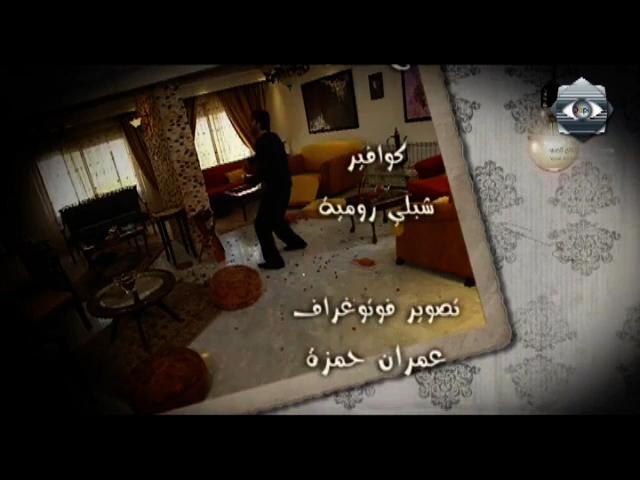 كوافير
شبلي رومية
تصوير فوتوغراف
عمران حمزة